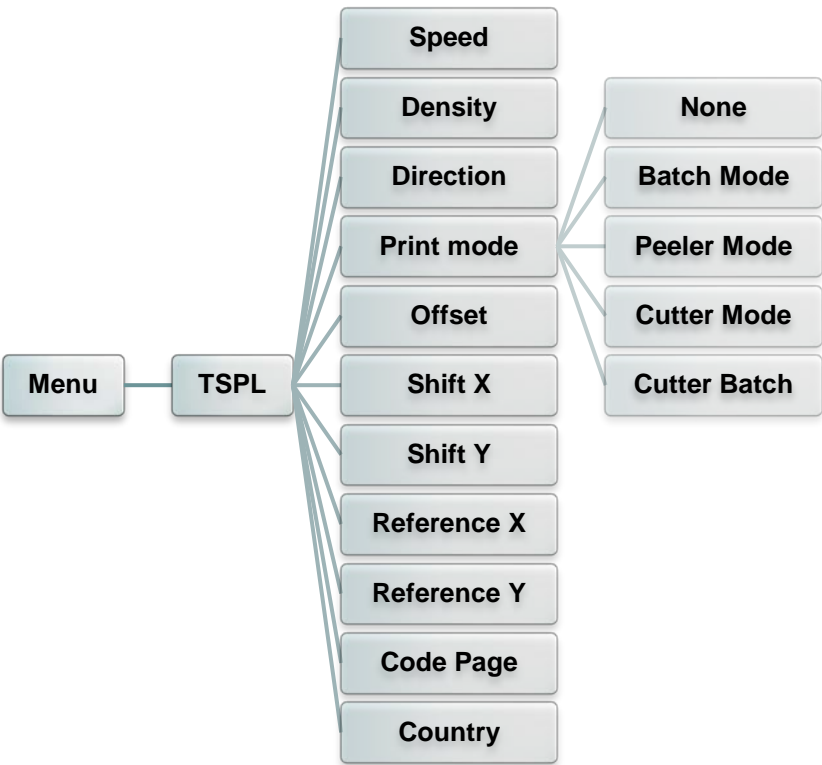 Menu
TSPL
Speed
Density
Direction
Print mode
Offset
Shift X
Shift Y
Reference X
Reference Y
Code Page
Country
None
Batch Mode
Peeler Mode
Cutter Mode
Cutter Batch